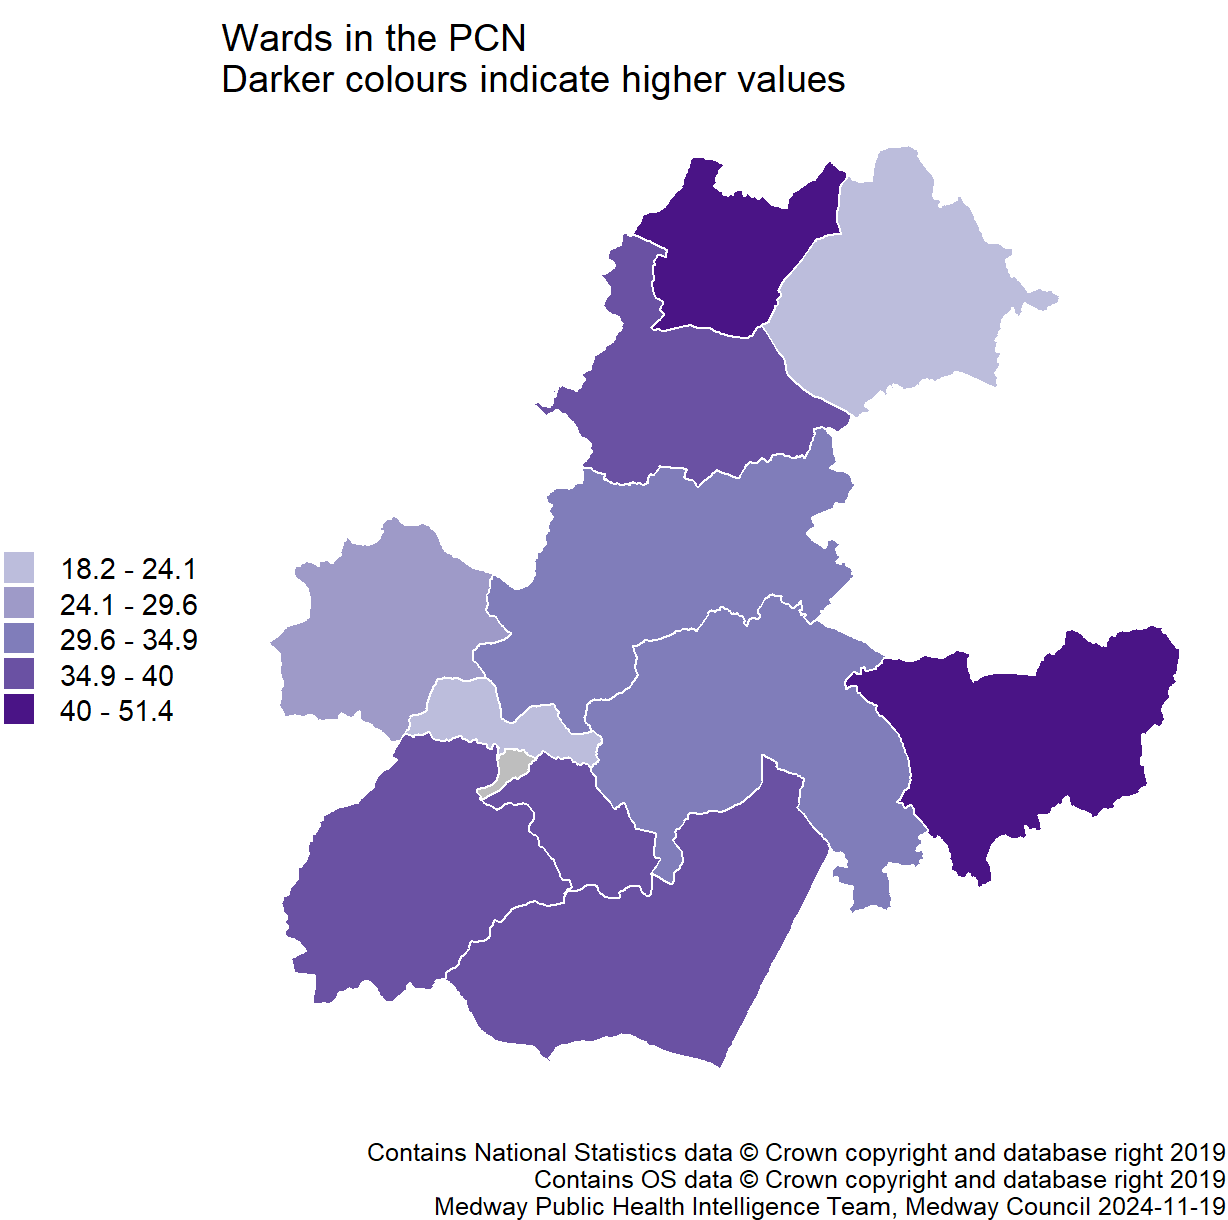 Wards in the PCN
Darker colours indicate higher values
18.2 - 24.1
24.1 - 29.6
29.6 - 34.9
34.9 - 40
40 - 51.4
Contains National Statistics data © Crown copyright and database right 2019
Contains OS data © Crown copyright and database right 2019
Medway Public Health Intelligence Team, Medway Council 2024-11-19